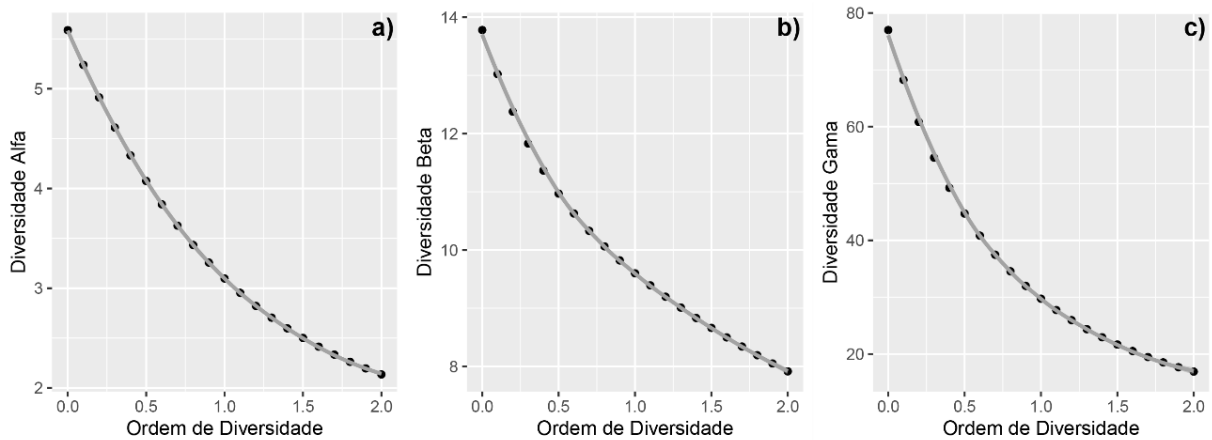 a)
5
4
3
2
Diversidade Alfa
0.0 0.5 1.0 1.5 2.0
Ordem de Diversidade
b)
14
12
10
8
Diversidade Beta
0.0 0.5 1.0 1.5 2.0
Ordem de Diversidade
c)
80
60
40
20
Diversidade Gama
0.0 0.5 1.0 1.5 2.0
Ordem de Diversidade